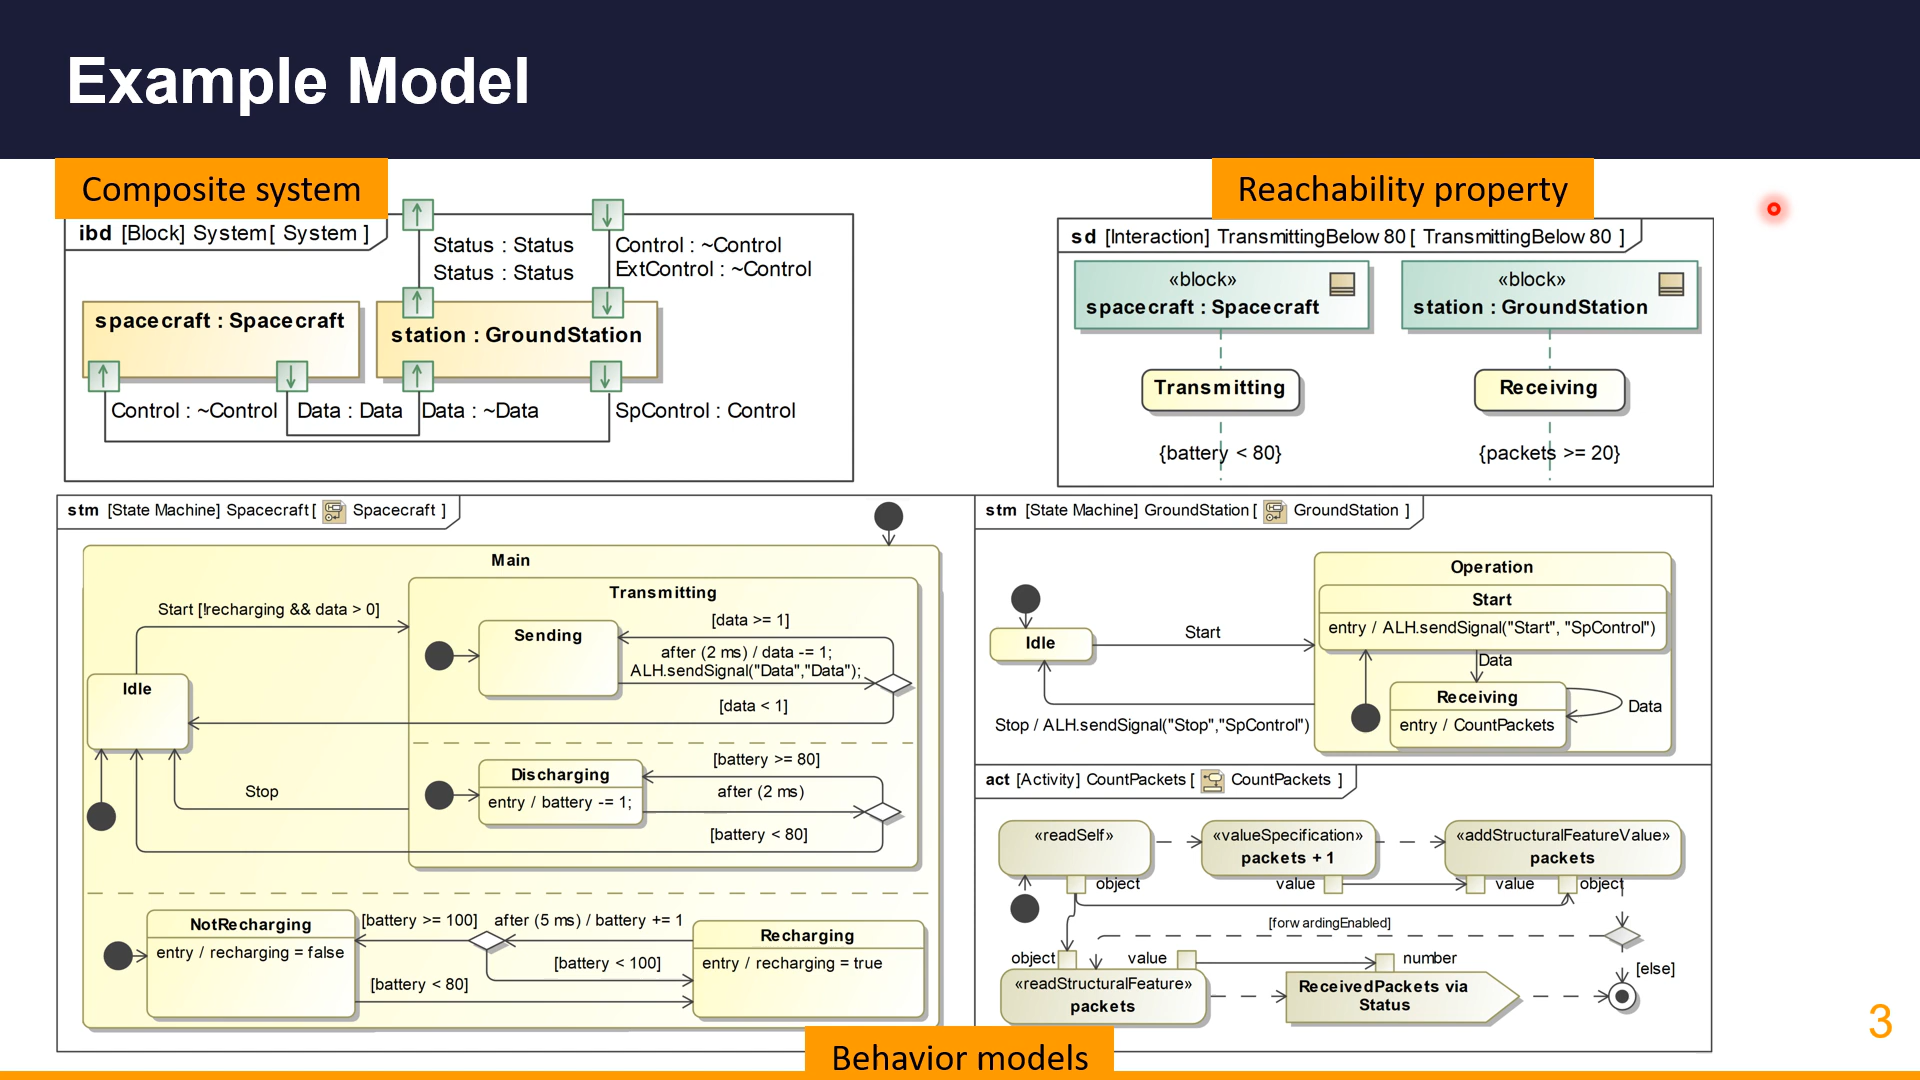 Example Model
Composite system
ibd [Block] System[ System ]
Status : Status
Status : Status
Control : ~Control
ExtControl : ~Control
spacecraft : Spacecraft
station : GroundStation
Control : ~Control
Data : Data
Data : ~Data
SpControl : Control
Reachability property
sd [Interaction] TransmittingBelow 80 [ TransmittingBelow 80 ]
«block»
spacecraft : Spacecraft
«block»
station : GroundStation
Transmitting
Receiving
{battery < 80}
{packets >= 20}
stm [State Machine] Spacecraft [ Spacecraft ]
Main
Transmitting
Start [!recharging && data > 0]
[data >= 1]
Sending
after (2 ms) / data -= 1;
ALH.sendSignal("Data","Data");
Idle
[data < 1]
[battery >= 80]
Discharging
entry / battery -= 1;
after (2 ms)
Stop
[battery < 80]
NotRecharging
entry / recharging = false
[battery >= 100]
after (5 ms) / battery += 1
Recharging
entry / recharging = true
[battery < 100]
[battery < 80]
stm [State Machine] GroundStation [ GroundStation ]
Operation
Start
entry / ALH.sendSignal("Start", "SpControl")
Idle
Start
Data
Receiving
entry / CountPackets
Data
Stop / ALH.sendSignal("Stop","SpControl")
act [Activity] CountPackets [ CountPackets ]
«readSelf»
«valueSpecification»
packets + 1
«addStructuralFeatureValue»
packets
object
value
value
object
[forwardingEnabled]
object
value
number
[else]
«readStructuralFeature»
packets
ReceivedPackets via
Status
Behavior models
3